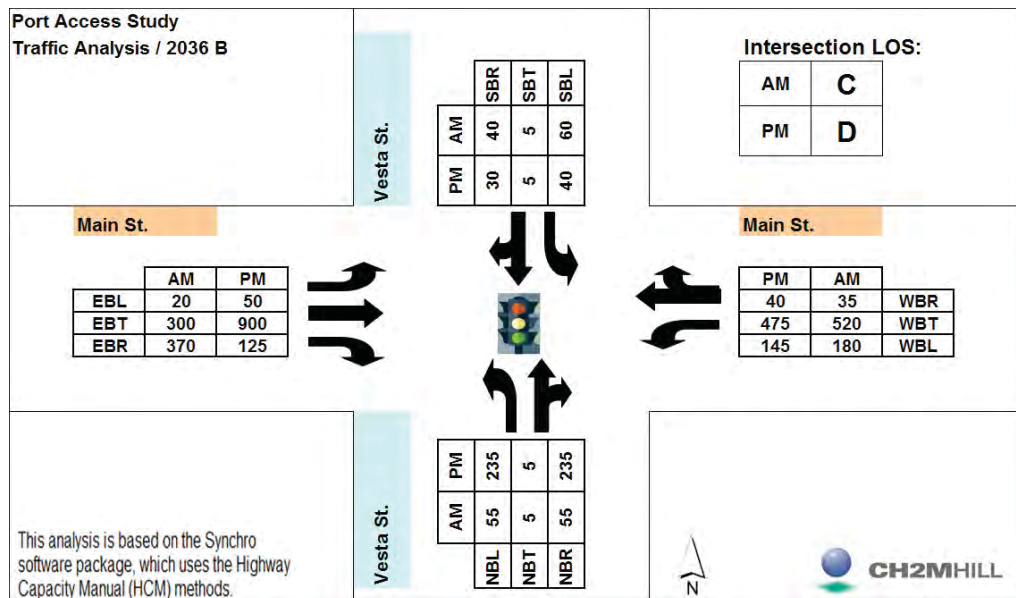 Port Access Study
Traffic Analysis / 2036 B
Intersection LOS:
AM C
PM D
Vesta St.
SBR SBT SBL
AM 40 5 60
PM 30 5 40
Main St.
Main St.
AM PM
EBL 20 50
EBT 300 900
EBR 370 125
PM AM
40 35 WBR
475 520 WBT
145 180 WBL
Vesta St.
PM 235 5 235
AM 55 5 55
NBL NBT NBR
This analysis is based on the Synchro
software package, which uses the Highway
Capacity Manual (HCM) methods.
N
CH2MHILL